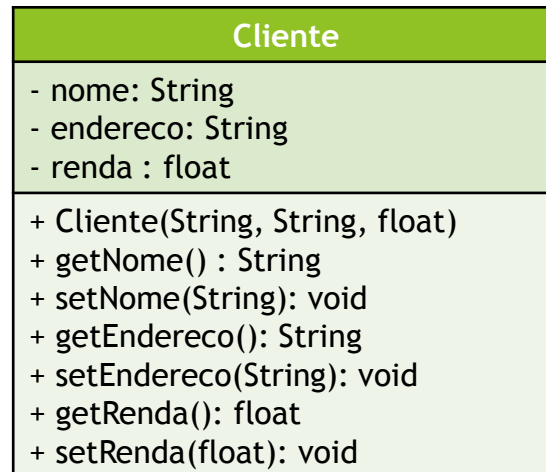 Cliente
- nome: String
- endereco: String
- renda : float
+ Cliente(String, String, float)
+ getNome() : String
+ setNome(String): void
+ getEndereco(): String
+ setEndereco(String): void
+ getRenda(): float
+ setRenda(float): void